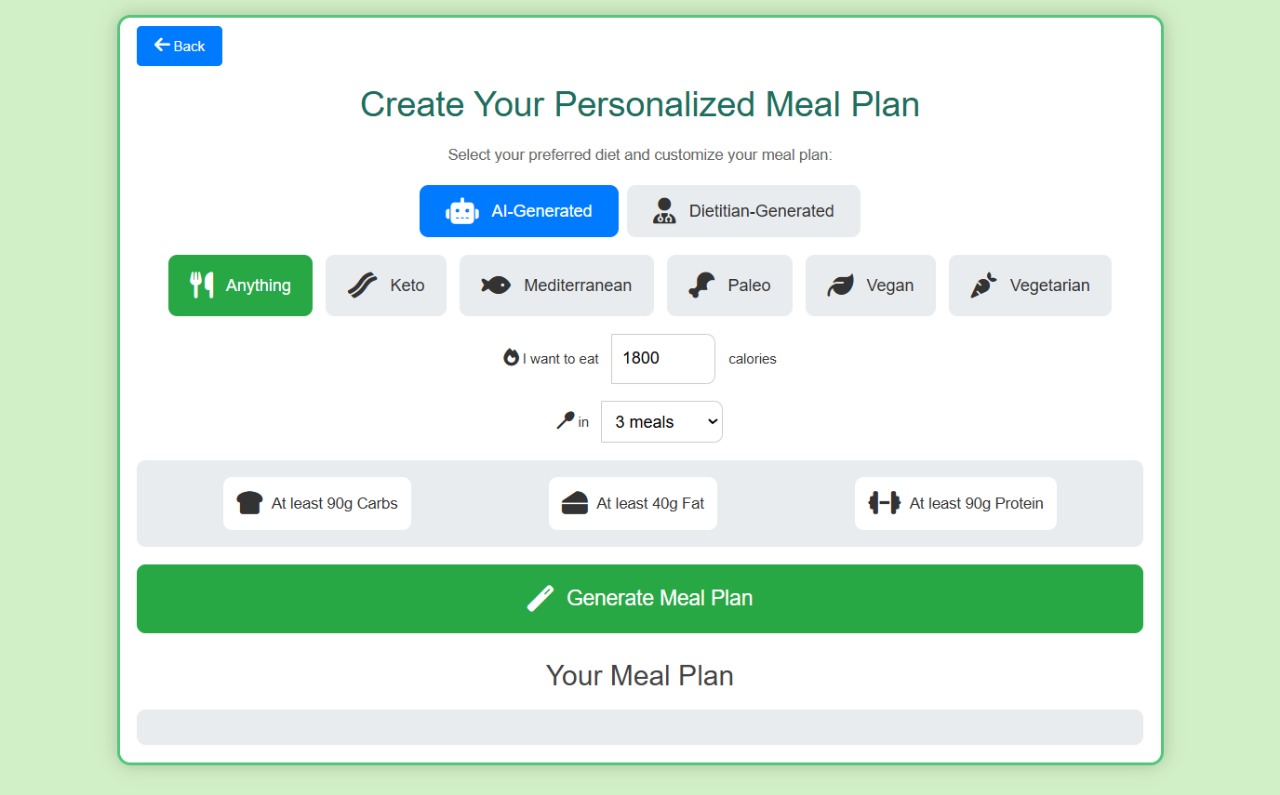 Back
Create Your Personalized Meal Plan
Select your preferred diet and customize your meal plan:
AI-Generated Dietitian-Generated
Anything Keto Mediterranean Paleo Vegan Vegetarian
I want to eat 1800 calories
in 3 meals
At least 90g Carbs At least 40g Fat At least 90g Protein
Generate Meal Plan
Your Meal Plan